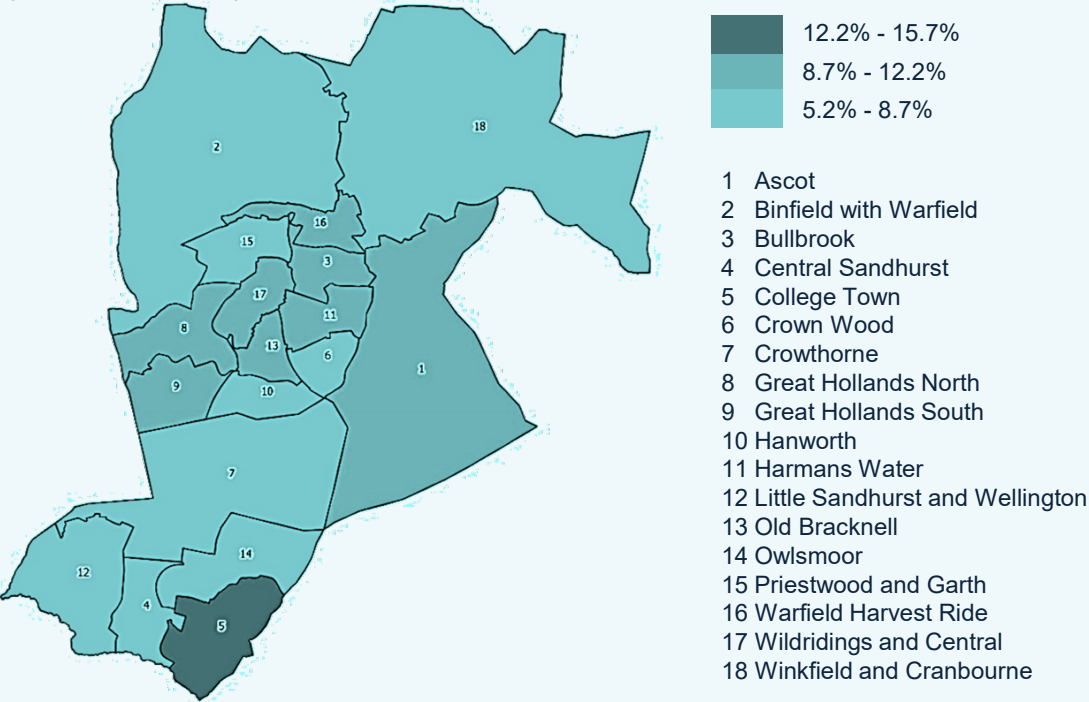 12.2% - 15.7%
8.7% - 12.2%
5.2% - 8.7%
1 Ascot
2 Binfield with Warfield
3 Bullbrook
4 Central Sandhurst
5 College Town
6 Crown Wood
7 Crowthorne
8 Great Hollands North
9 Great Hollands South
10 Hanworth
11 Harmans Water
12 Little Sandhurst and Wellington
13 Old Bracknell
14 Owlsmoor
15 Priestwood and Garth
16 Warfield Harvest Ride
17 Wildridings and Central
18 Winkfield and Cranbourne
18
2
16
15
3
17
11
8
13
6
1
9
10
7
14
12
4
5